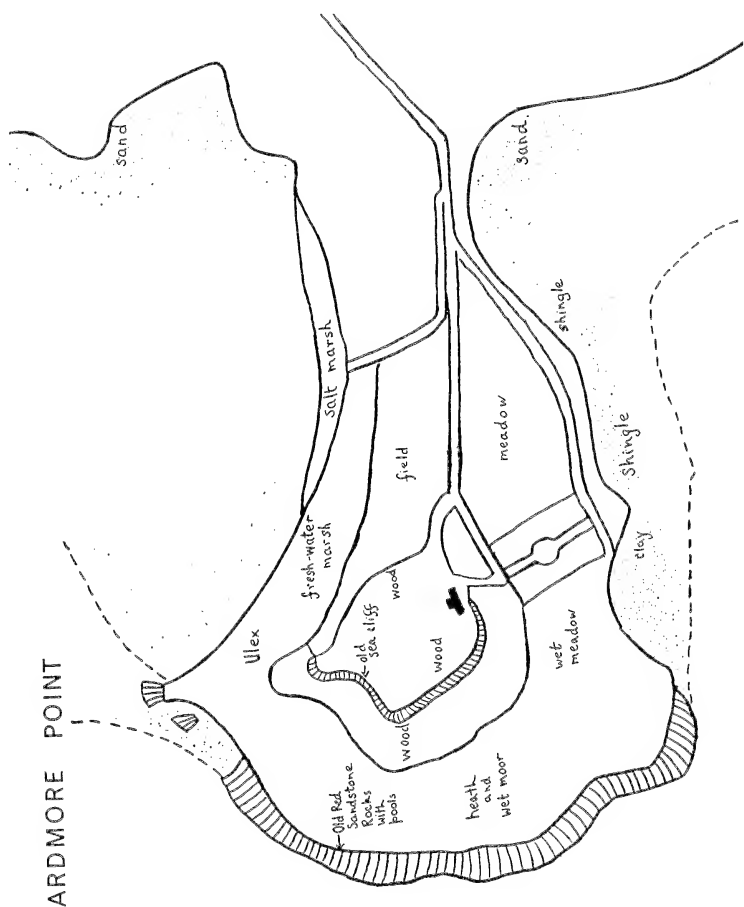 ARDMORE POINT
sand
sand.
salt marsh
shingle
Shingle
meadow
field
fresh-water
marsh
Ulex
wood
old
sea cliff
wood
wood
clay
wet
meadow
Old Red
Sandstone
Rocks
with
pools
heath
and
wet moor